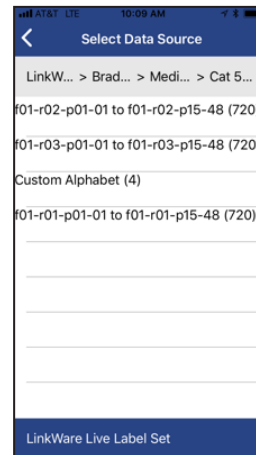 AT&T LTE 10:09 AM
Select Data Source
LinkW... > Brad... > Medi... > Cat 5...
f01-r02-p01-01 to f01-r02-p15-48 (720
f01-r03-p01-01 to f01-r03-p15-48 (720
Custom Alphabet (4)
f01-r01-p01-01 to f01-r01-p15-48 (720)
LinkWare Live Label Set